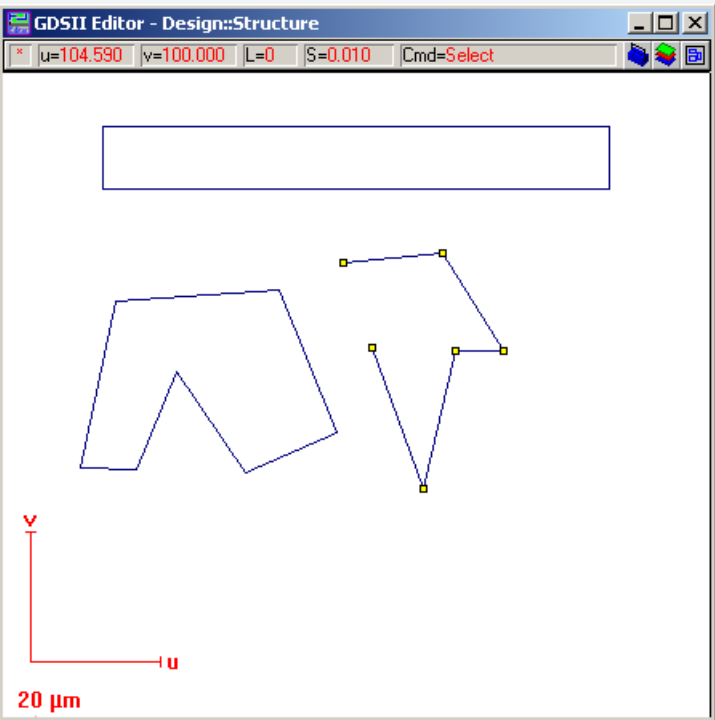 GDSII Editor - Design::Structure
* u=104.590 v=100.000 L=0 S=0.010 Cmd=Select
v
u
20 µm